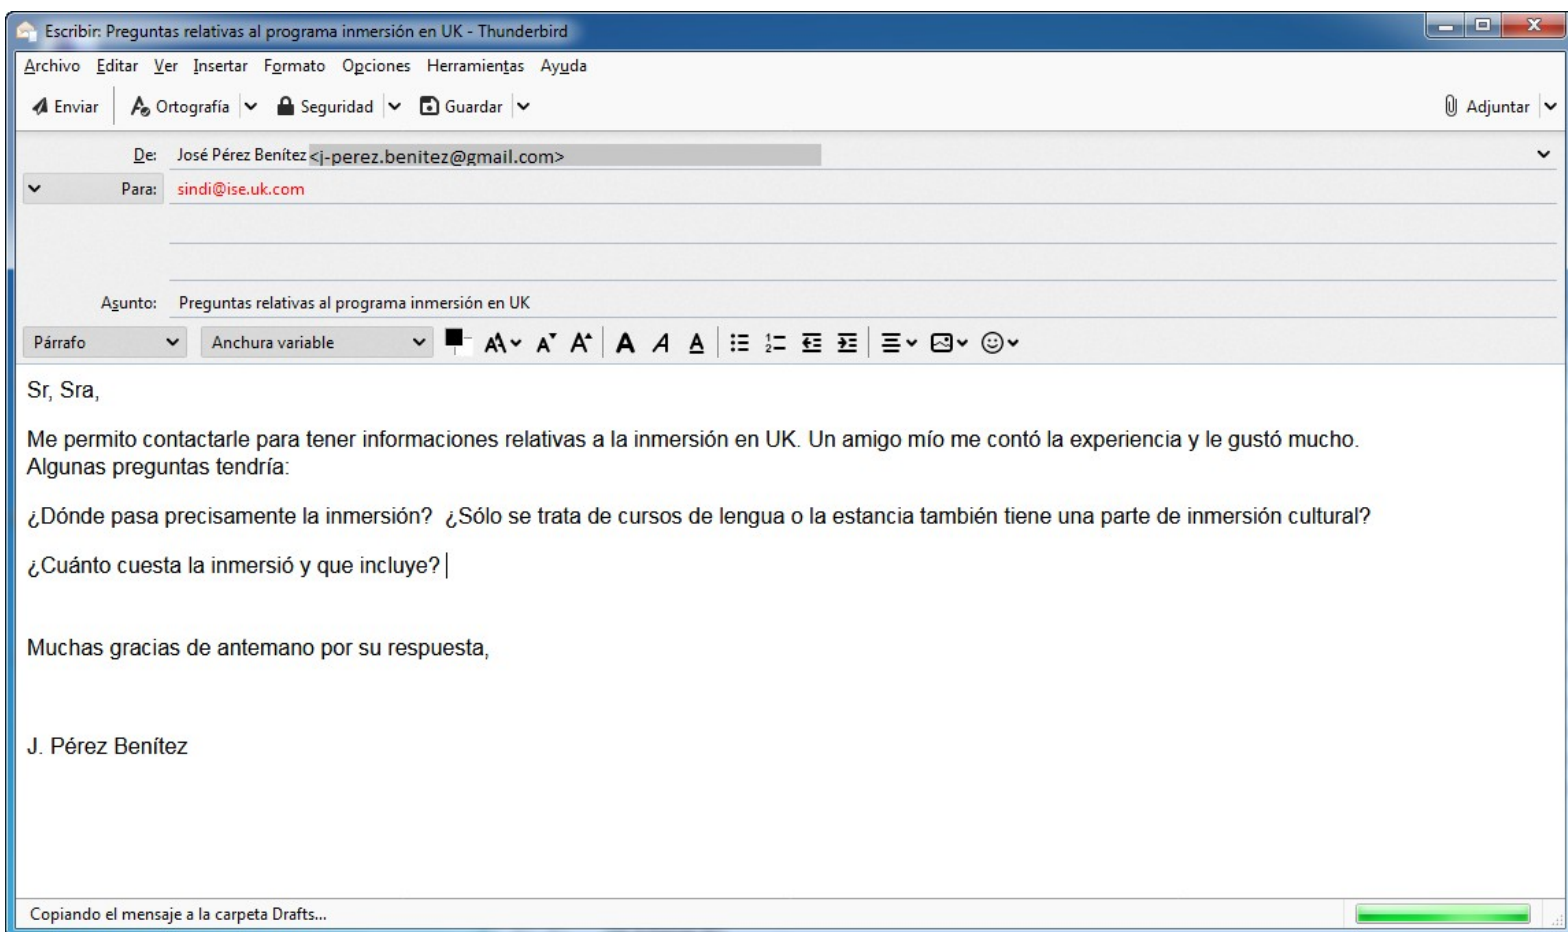 Escribir: Preguntas relativas al programa inmersión en UK - Thunderbird
Archivo Editar Ver Insertar Formato Opciones Herramientas Ayuda
Enviar Ortografía Seguridad Guardar Adjuntar
De: José Pérez Benítez <j-perez.benitez@gmail.com>
Para: sindi@ise.uk.com
Asunto: Preguntas relativas al programa inmersión en UK
Párrafo Anchura variable
Sr, Sra,
Me permito contactarle para tener informaciones relativas a la inmersión en UK. Un amigo mío me contó la experiencia y le gustó mucho.
Algunas preguntas tendría:
¿Dónde pasa precisamente la inmersión?  ¿Sólo se trata de cursos de lengua o la estancia también tiene una parte de inmersión cultural?
¿Cuánto cuesta la inmersió y que incluye?
Muchas gracias de antemano por su respuesta,
J. Pérez Benítez
Copiando el mensaje a la carpeta Drafts...